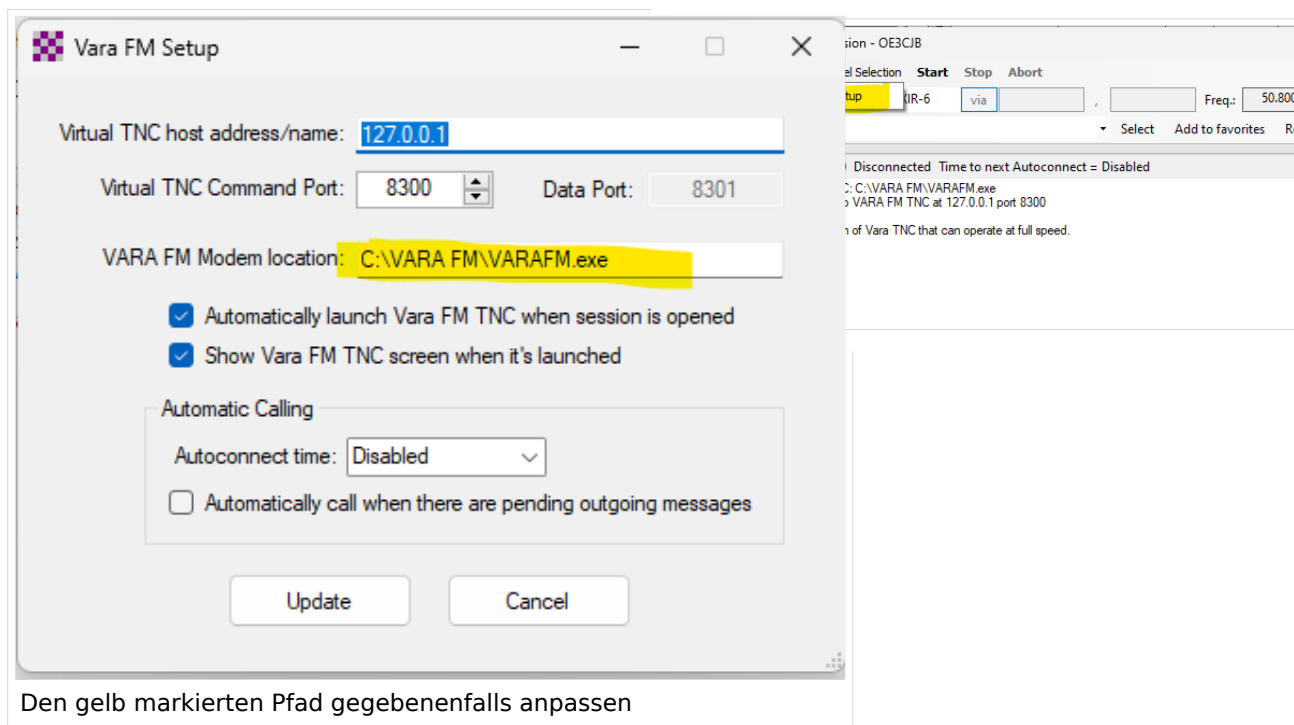 Vara FM Setup
Virtual TNC host address/name: 127.0.0.1
Virtual TNC Command Port: 8300 Data Port: 8301
VARA FM Modem location: C:\VARA FM\VARAFM.exe
Automatically launch Vara FM TNC when session is opened
Show Vara FM TNC screen when it's launched
Automatic Calling
Autoconnect time: Disabled
Automatically call when there are pending outgoing messages
Update Cancel
Den gelb markierten Pfad gegebenenfalls anpassen
sion - OE3CJB
el Selection Start Stop Abort
tup IR-6 via , Freq.: 50.800
Select Add to favorites R
Disconnected Time to next Autoconnect = Disabled
C: C:\VARA FM\VARAFM.exe
o VARA FM TNC at 127.0.0.1 port 8300
n of Vara TNC that can operate at full speed.